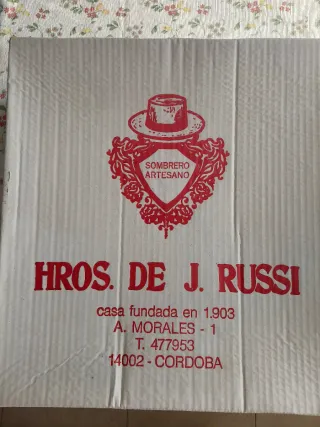 SOMBRERO
ARTESANO
HROS. DE J. RUSSI
casa fundada en 1.903
A. MORALES - 1
T. 477953
14002 - CORDOBA